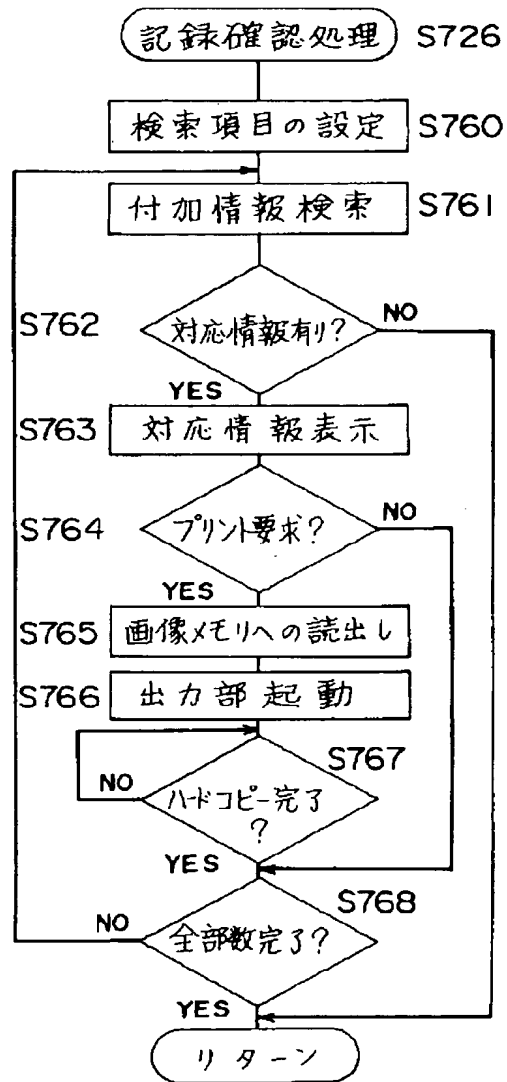 記録確認処理 S726
検索項目の設定 S760
付加情報検索 S761
S762 対応情報有り? NO
YES
S763 対応情報表示
S764 プリント要求? NO
YES
S765 画像メモリへの読出し
S766 出力部起動
S767
NO ハードコピー完了
?
YES
S768
NO 全部数完了?
YES
リターン